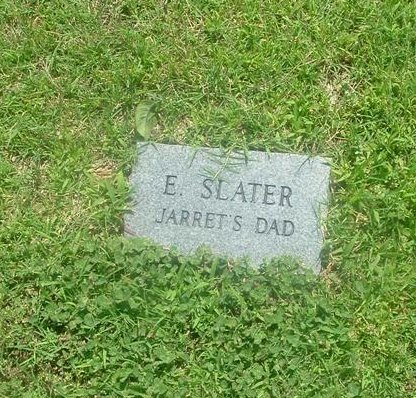 E. SLATER
JARRET'S DAD